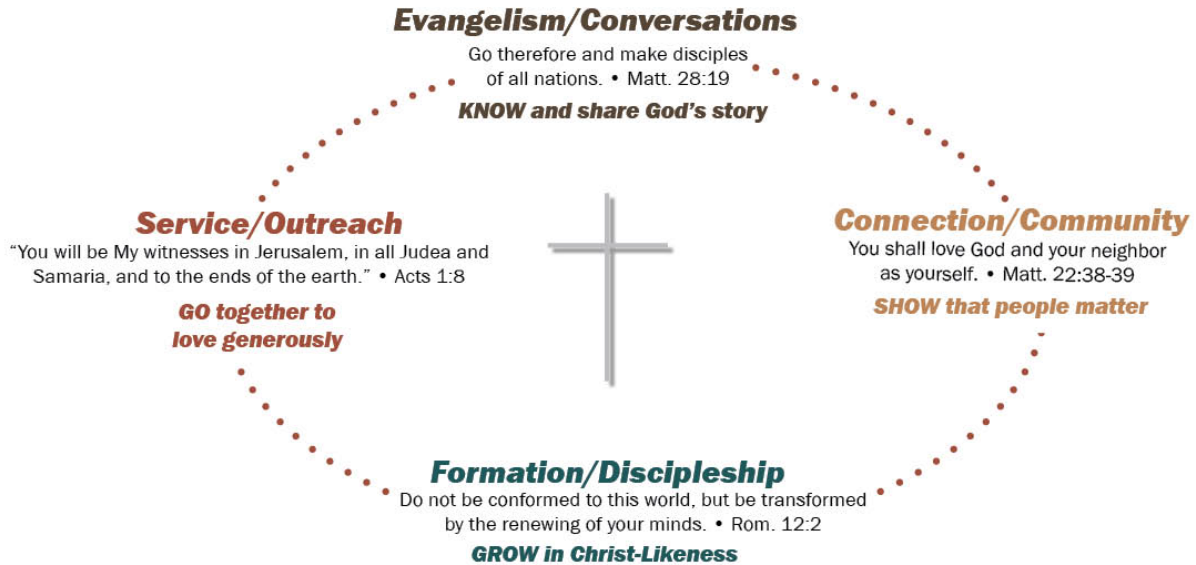 Evangelism/Conversations
Go therefore and make disciples
of all nations. • Matt. 28:19
KNOW and share God's story
Service/Outreach
“You will be My witnesses in Jerusalem, in all Judea and
Samaria, and to the ends of the earth.” • Acts 1:8
GO together to
love generously
Connection/Community
You shall love God and your neighbor
as yourself. • Matt. 22:38-39
SHOW that people matter
Formation/Discipleship
Do not be conformed to this world, but be transformed
by the renewing of your minds. • Rom. 12:2
GROW in Christ-Likeness